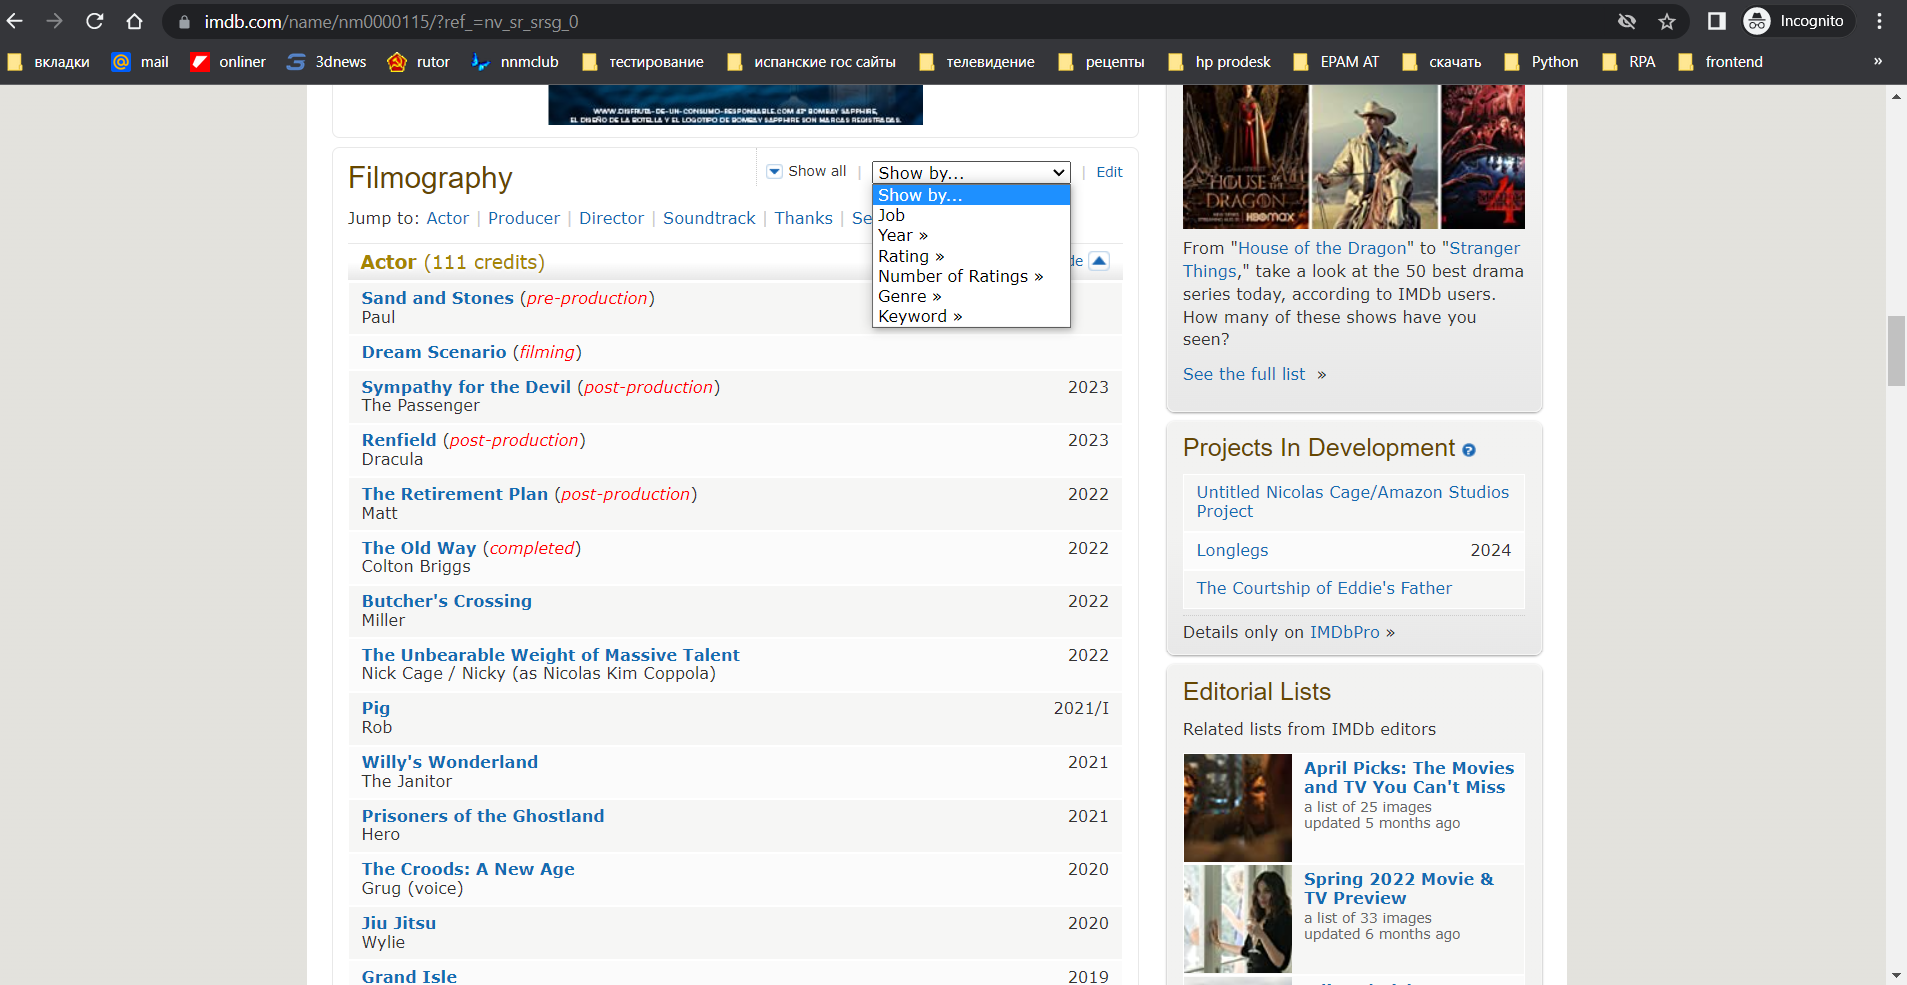 imdb.com/name/nm0000115/?ref_=nv_sr_srsg_0
Incognito
вкладки
mail
onliner
3dnews
rutor
nnmclub
тестирование
испанские гос сайты
телевидение
рецепты
hp prodesk
EPAM AT
скачать
Python
RPA
frontend
»
WWW.DISFRUTA-DE-UN-CONSUMO-RESPONSABLE.COM 47° BOMBAY SAPPHIRE,
EL DISEÑO DE LA BOTELLA Y EL LOGOTIPO DE BOMBAY SAPPHIRE SON MARCAS REGISTRADAS.
Filmography
Show all | Show by... | Edit
Show by...
Job
Year »
Rating »
Number of Ratings »
Genre »
Keyword »
Jump to: Actor | Producer | Director | Soundtrack | Thanks | Se
Actor (111 credits)
de
Sand and Stones (pre-production)
Paul
Dream Scenario (filming)
Sympathy for the Devil (post-production) 2023
The Passenger
Renfield (post-production) 2023
Dracula
The Retirement Plan (post-production) 2022
Matt
The Old Way (completed) 2022
Colton Briggs
Butcher's Crossing 2022
Miller
The Unbearable Weight of Massive Talent 2022
Nick Cage / Nicky (as Nicolas Kim Coppola)
Pig 2021/I
Rob
Willy's Wonderland 2021
The Janitor
Prisoners of the Ghostland 2021
Hero
The Croods: A New Age 2020
Grug (voice)
Jiu Jitsu 2020
Wylie
Grand Isle 2019
HOUSE OF THE
DRAGON
HBOMAX
4
From "House of the Dragon" to "Stranger
Things," take a look at the 50 best drama
series today, according to IMDb users.
How many of these shows have you
seen?
See the full list »
Projects In Development ?
Untitled Nicolas Cage/Amazon Studios
Project
Longlegs 2024
The Courtship of Eddie's Father
Details only on IMDbPro »
Editorial Lists
Related lists from IMDb editors
April Picks: The Movies
and TV You Can't Miss
a list of 25 images
updated 5 months ago
Spring 2022 Movie &
TV Preview
a list of 33 images
updated 6 months ago